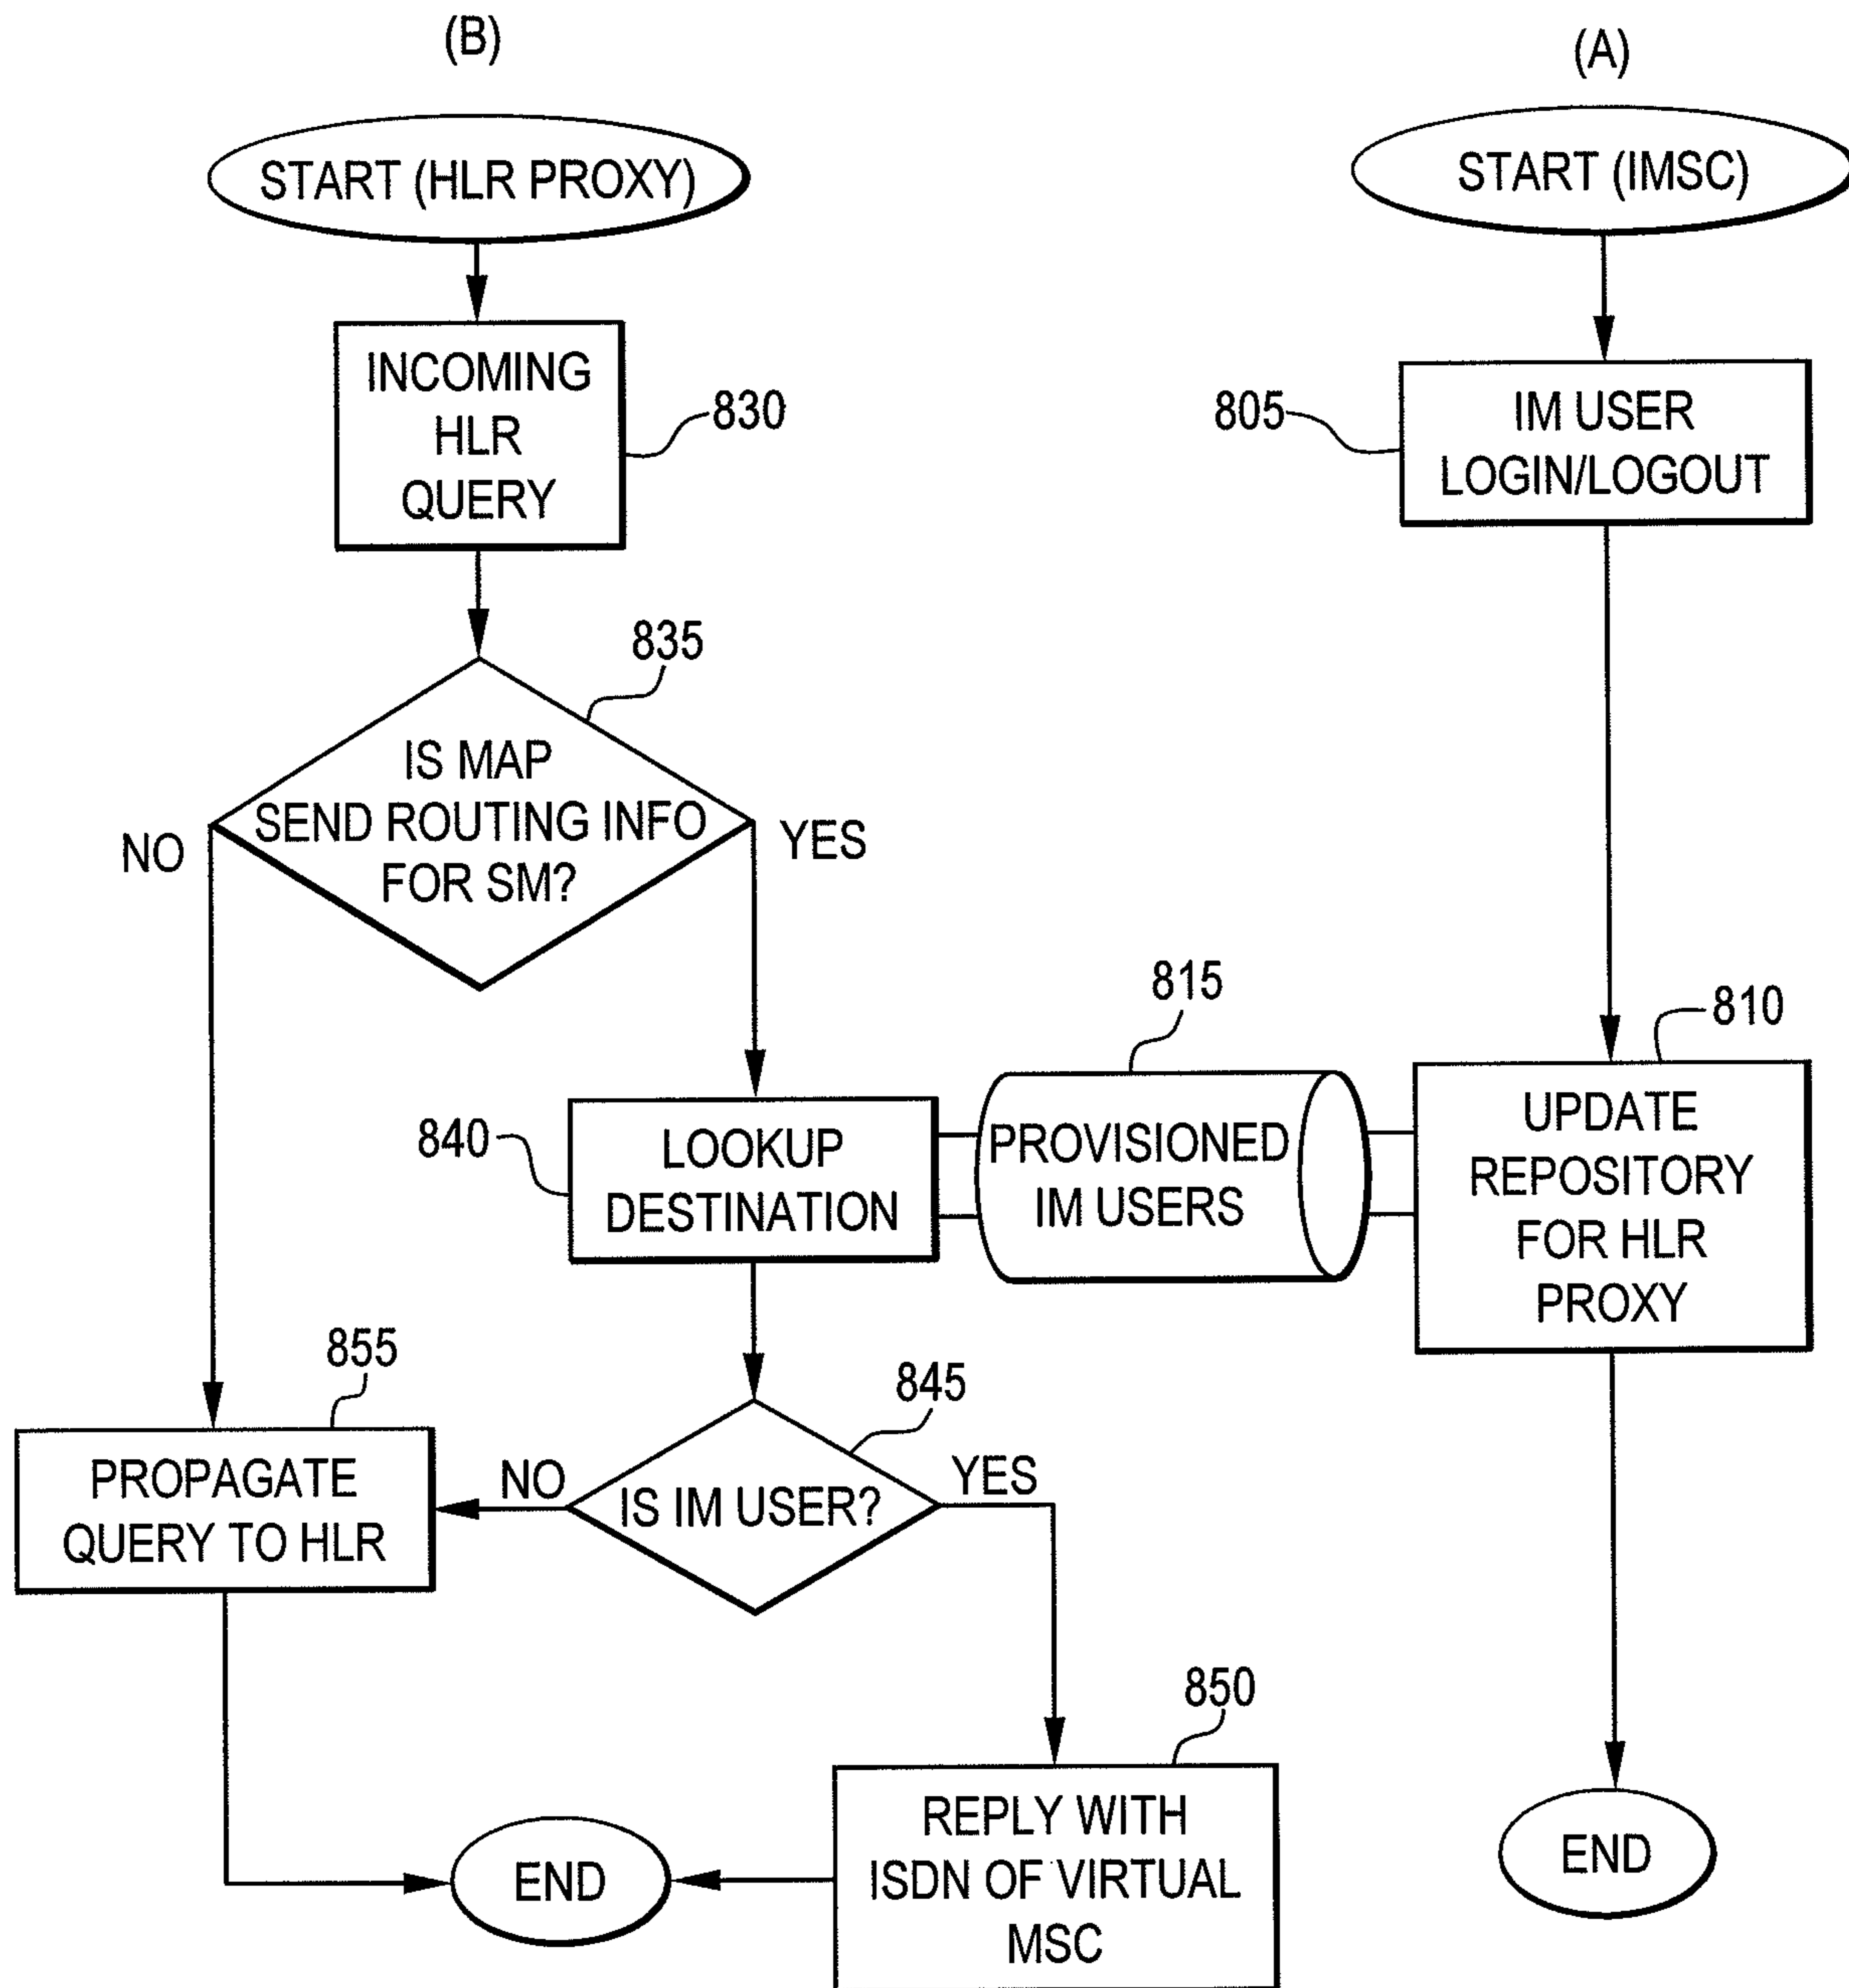 (B)
(A)
START (HLR PROXY)
START (IMSC)
INCOMING
HLR
QUERY
830
805
IM USER
LOGIN/LOGOUT
835
IS MAP
SEND ROUTING INFO
FOR SM?
NO
YES
815
810
840
LOOKUP
DESTINATION
PROVISIONED
IM USERS
UPDATE
REPOSITORY
FOR HLR
PROXY
855
845
PROPAGATE
QUERY TO HLR
NO
IS IM USER?
YES
850
REPLY WITH
ISDN OF VIRTUAL
MSC
END
END